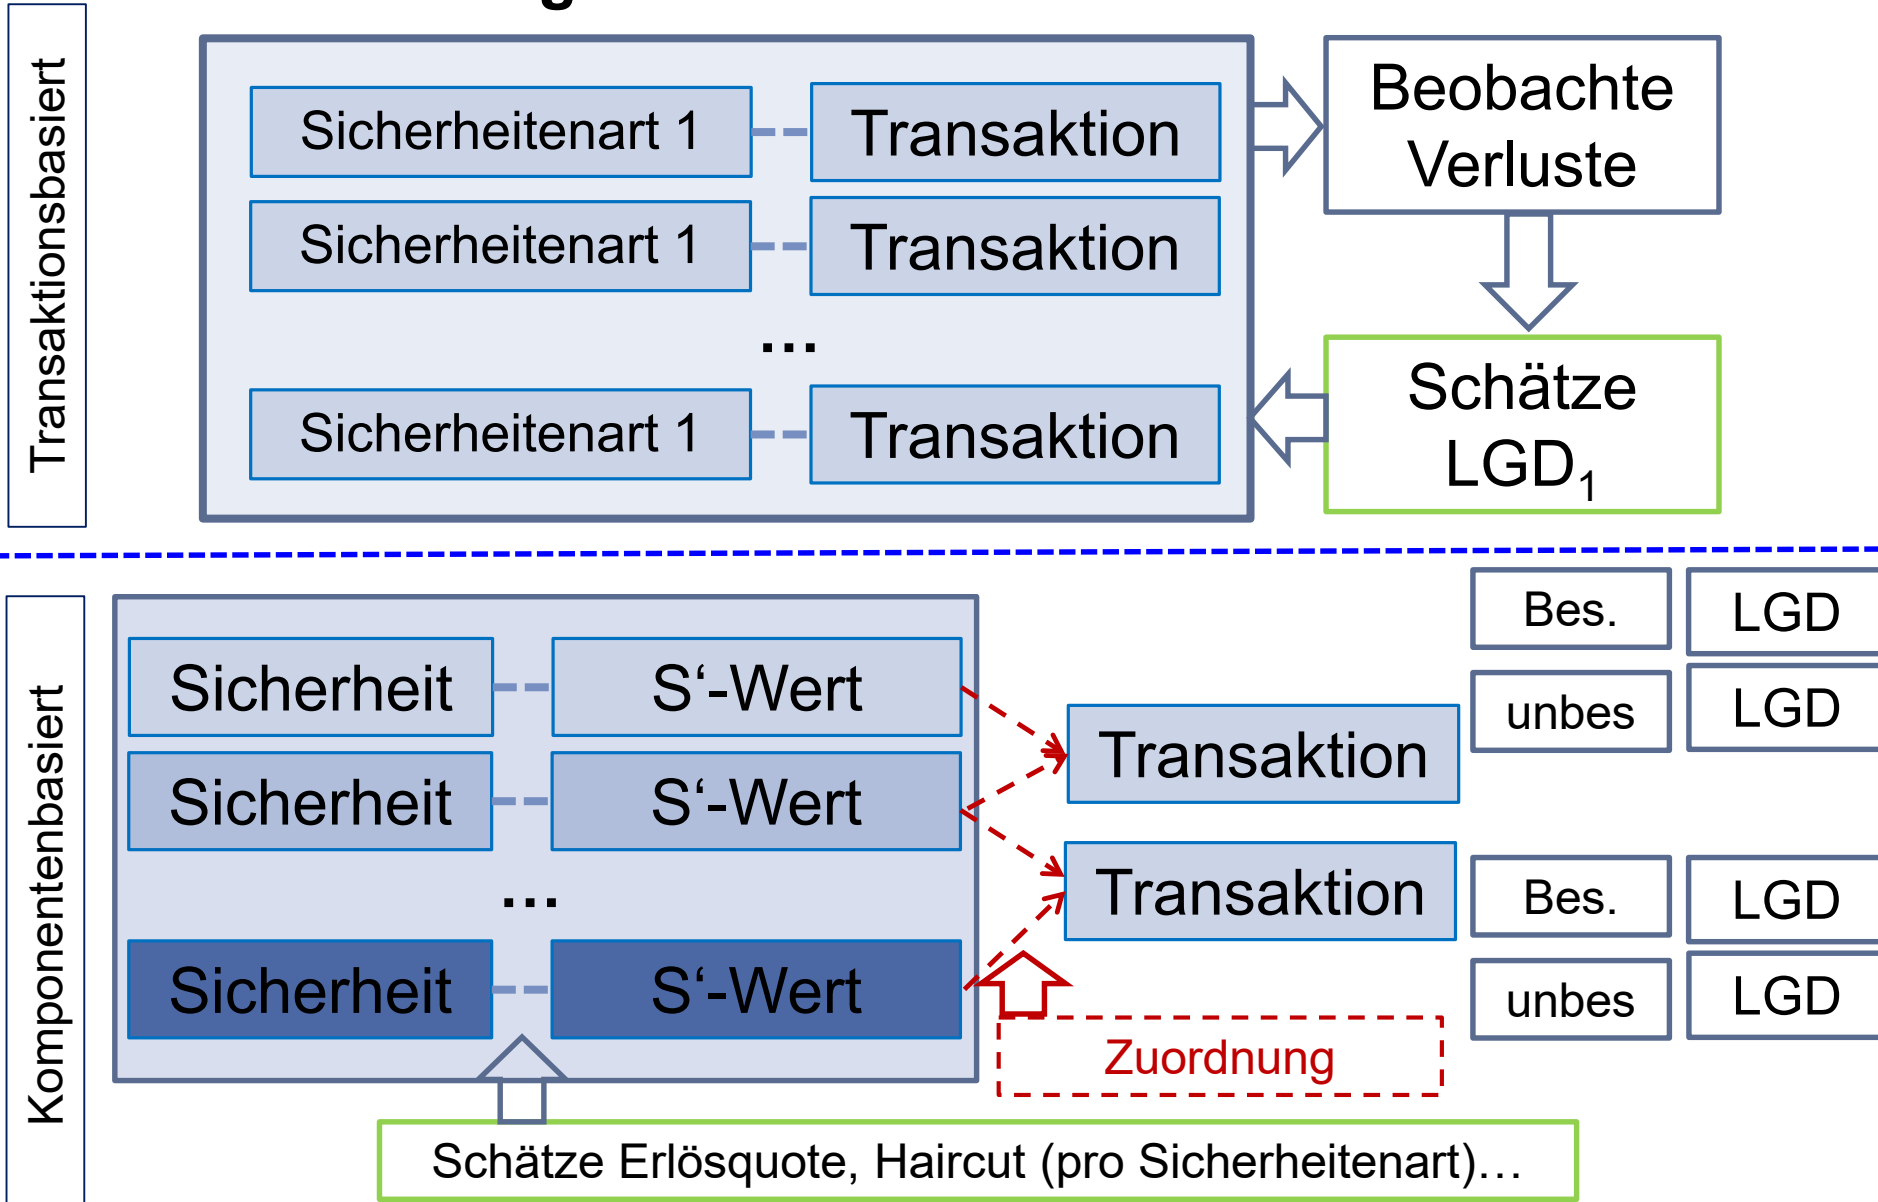 Transaktionsbasiert
Sicherheitenart 1
Transaktion
Sicherheitenart 1
Transaktion
...
Sicherheitenart 1
Transaktion
Beobachte
Verluste
Schätze
LGD1
Komponentenbasiert
Sicherheit
S‘-Wert
Sicherheit
S‘-Wert
...
Sicherheit
S‘-Wert
Transaktion
Transaktion
Bes.
LGD
unbes
LGD
Bes.
LGD
unbes
LGD
Zuordnung
Schätze Erlösquote, Haircut (pro Sicherheitenart)…